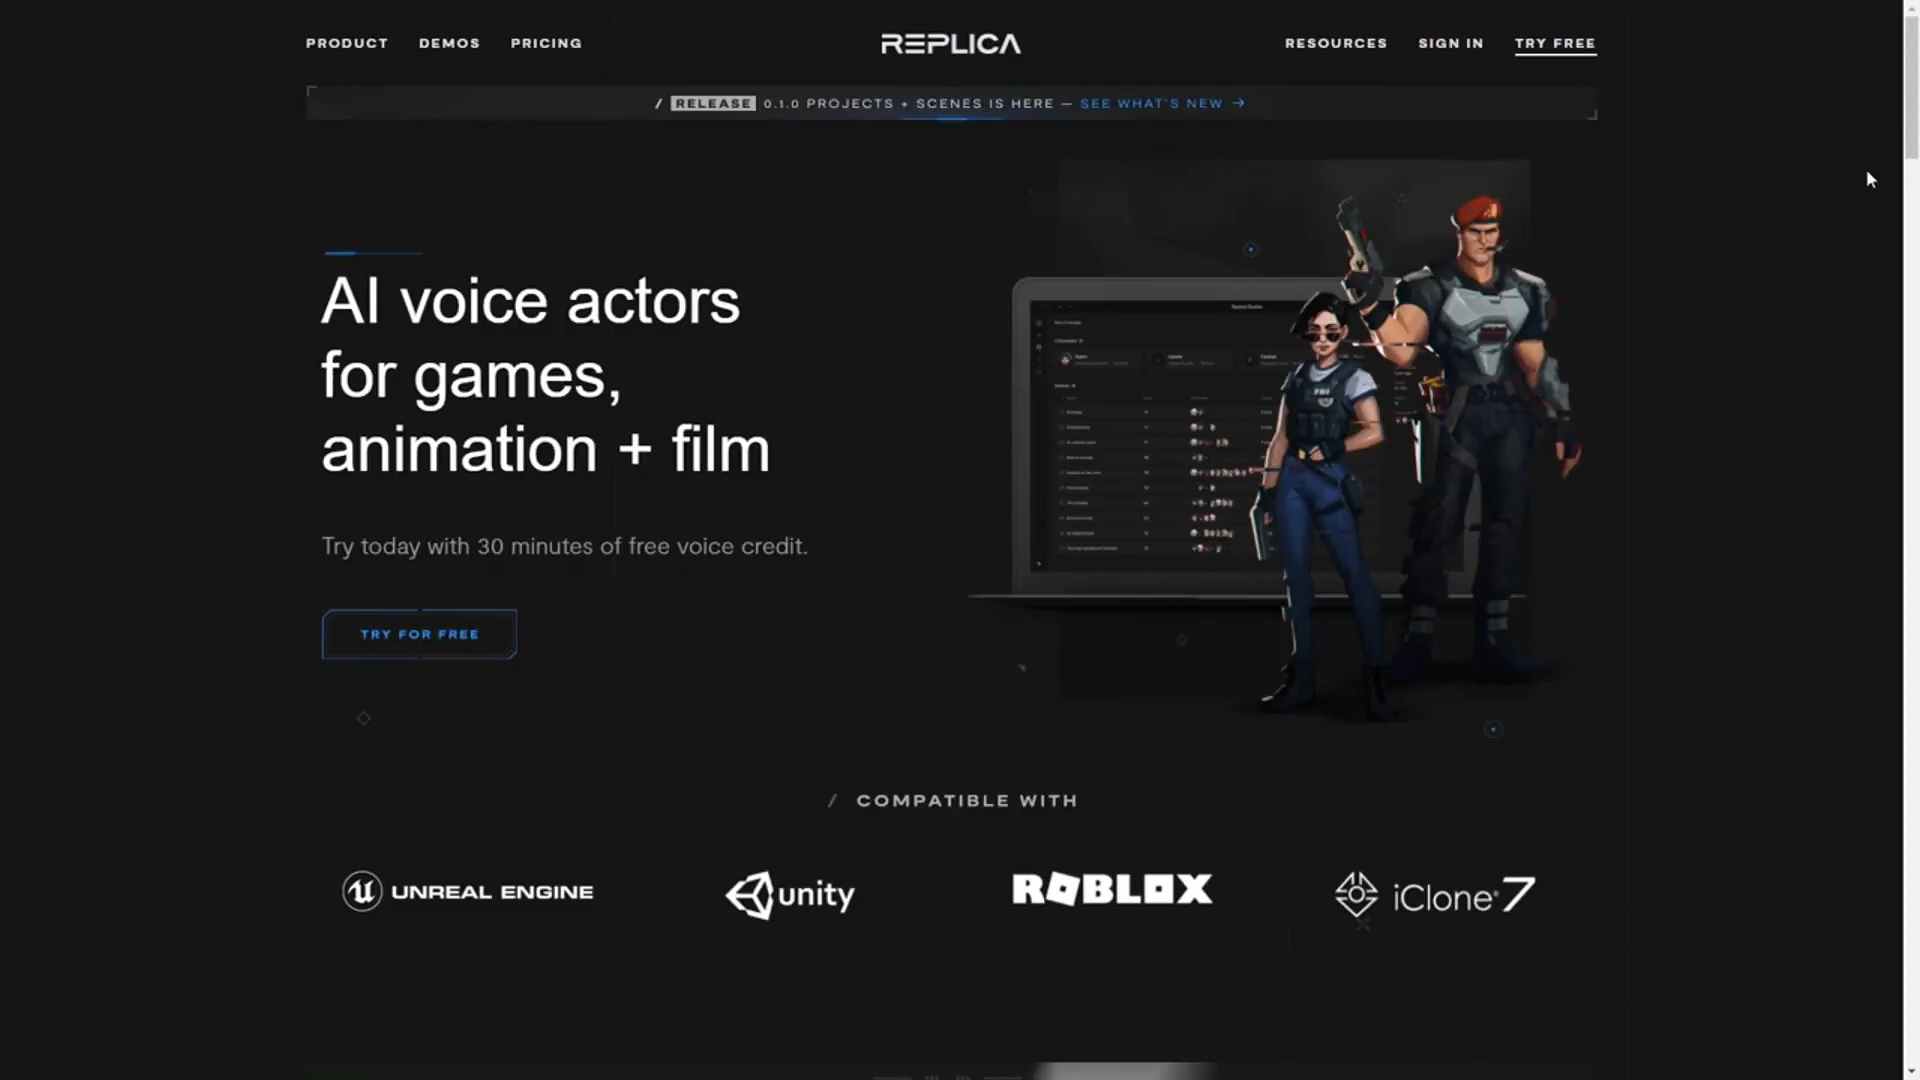 PRODUCT DEMOS PRICING REPLICA RESOURCES SIGN IN TRY FREE
/ RELEASE 0.1.0 PROJECTS + SCENES IS HERE — SEE WHAT'S NEW →
AI voice actors
for games,
animation + film
Try today with 30 minutes of free voice credit.
TRY FOR FREE
FBI
/ COMPATIBLE WITH
UNREAL ENGINE unity ROBLOX iClone 7